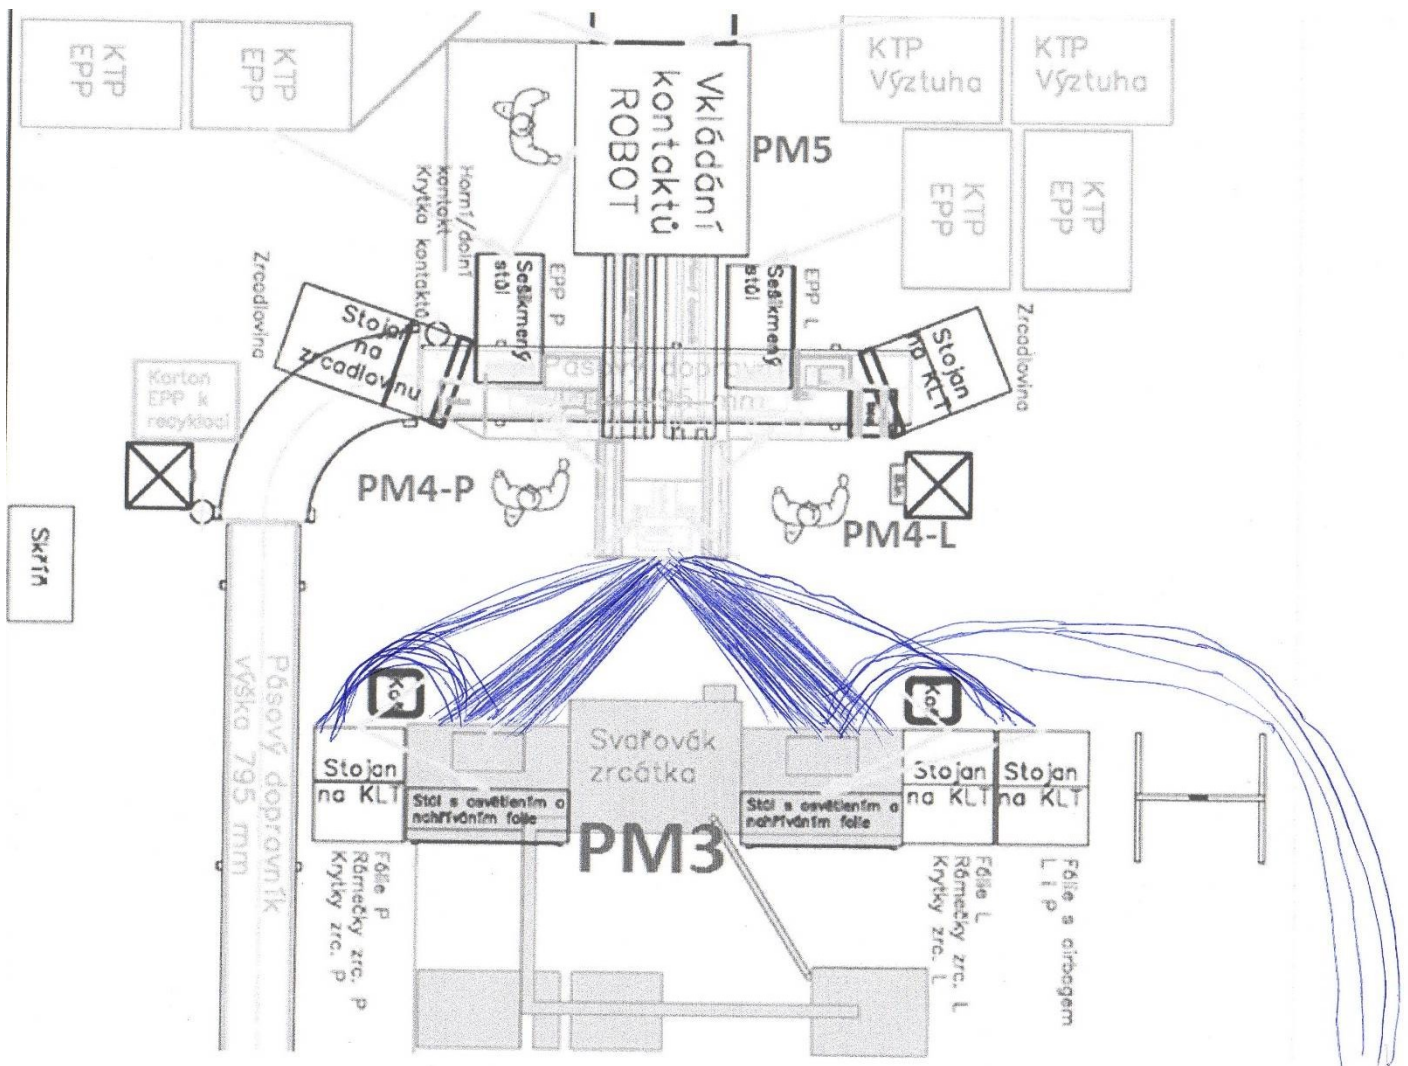 KTP
EPP
KTP
EPP
Vkládání
kontaktů
ROBOT
PM5
KTP
Výztuha
KTP
Výztuha
KTP
EPP
KTP
EPP
Horní/dolní
kontakt
Krytka kontaktů
Zrcadlovina
Stojan
na
zrcadlovinu
Sešikmený
stůl
EPP P
Sešikmený
stůl
EPP L
Stojan
na KLT
Zrcadlovina
Karton
EPP k
recyklaci
Pásový doprav
mm
PM4-P
PM4-L
Skříň
Pásový dopravník
výška 795 mm
Koš
Koš
Stojan
na KLT
Stůl s osvětlením a
nahříváním folie
Svařovák
zrcátka
PM3
Stůl s osvětlením a
nahříváním folie
Stojan
na KLT
Stojan
na KLT
Fólie P
Rámečky zrc. P
Krytky zrc. P
Fólie L
Rámečky zrc. L
Krytky zrc. L
Fólie s airbagem
L i P